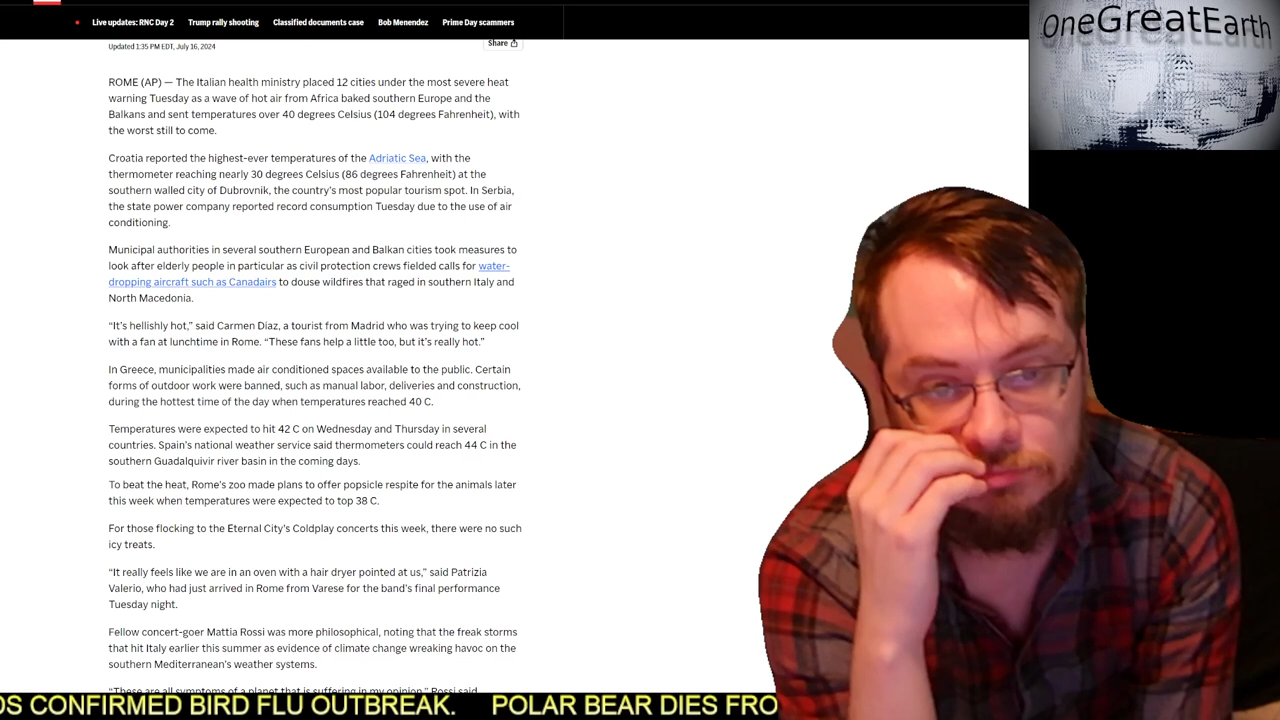 Live updates: RNC Day 2 Trump rally shooting Classified documents case Bob Menendez Prime Day scammers
OneGreatEarth
Updated 1:35 PM EDT, July 16, 2024
Share
ROME (AP) — The Italian health ministry placed 12 cities under the most severe heat
warning Tuesday as a wave of hot air from Africa baked southern Europe and the
Balkans and sent temperatures over 40 degrees Celsius (104 degrees Fahrenheit), with
the worst still to come.
Croatia reported the highest-ever temperatures of the Adriatic Sea, with the
thermometer reaching nearly 30 degrees Celsius (86 degrees Fahrenheit) at the
southern walled city of Dubrovnik, the country's most popular tourism spot. In Serbia,
the state power company reported record consumption Tuesday due to the use of air
conditioning.
Municipal authorities in several southern European and Balkan cities took measures to
look after elderly people in particular as civil protection crews fielded calls for water-
dropping aircraft such as Canadairs to douse wildfires that raged in southern Italy and
North Macedonia.
“It’s hellishly hot,” said Carmen Diaz, a tourist from Madrid who was trying to keep cool
with a fan at lunchtime in Rome. “These fans help a little too, but it’s really hot.”
In Greece, municipalities made air conditioned spaces available to the public. Certain
forms of outdoor work were banned, such as manual labor, deliveries and construction,
during the hottest time of the day when temperatures reached 40 C.
Temperatures were expected to hit 42 C on Wednesday and Thursday in several
countries. Spain’s national weather service said thermometers could reach 44 C in the
southern Guadalquivir river basin in the coming days.
To beat the heat, Rome’s zoo made plans to offer popsicle respite for the animals later
this week when temperatures were expected to top 38 C.
For those flocking to the Eternal City’s Coldplay concerts this week, there were no such
icy treats.
“It really feels like we are in an oven with a hair dryer pointed at us,” said Patrizia
Valerio, who had just arrived in Rome from Varese for the band’s final performance
Tuesday night.
Fellow concert-goer Mattia Rossi was more philosophical, noting that the freak storms
that hit Italy earlier this summer as evidence of climate change wreaking havoc on the
southern Mediterranean’s weather systems.
“These are all symptoms of a planet that is suffering in my opinion,” Rossi said
OS CONFIRMED BIRD FLU OUTBREAK. POLAR BEAR DIES FRO